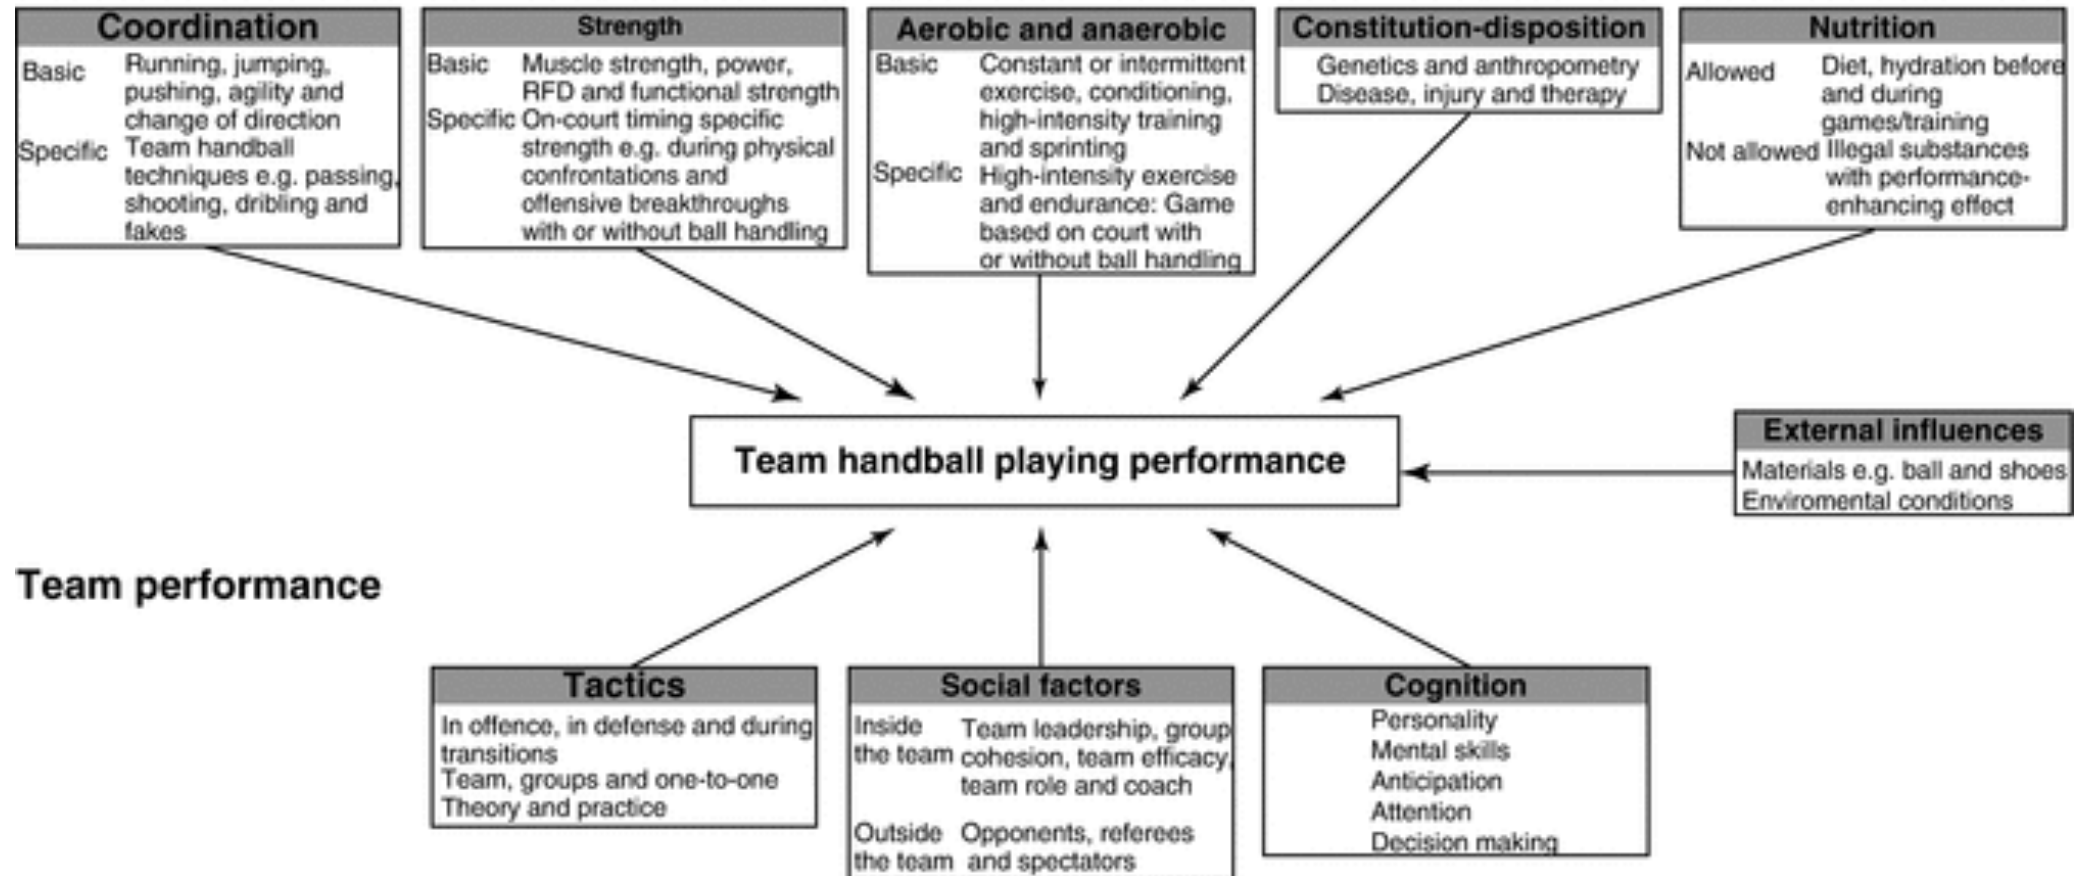 Coordination
Basic Running, jumping,
pushing, agility and
change of direction
Specific Team handball
techniques e.g. passing,
shooting, dribling and
fakes
Strength
Basic Muscle strength, power,
RFD and functional strength
Specific On-court timing specific
strength e.g. during physical
confrontations and
offensive breakthroughs
with or without ball handling
Aerobic and anaerobic
Basic Constant or intermittent
exercise, conditioning,
high-intensity training
and sprinting
Specific High-intensity exercise
and endurance: Game
based on court with
or without ball handling
Constitution-disposition
Genetics and anthropometry
Disease, injury and therapy
Nutrition
Allowed Diet, hydration before
and during
games/training
Not allowed Illegal substances
with performance-
enhancing effect
Team handball playing performance
External influences
Materials e.g. ball and shoes
Enviromental conditions
Team performance
Tactics
In offence, in defense and during
transitions
Team, groups and one-to-one
Theory and practice
Social factors
Inside Team leadership, group
the team cohesion, team efficacy,
team role and coach
Outside Opponents, referees
the team and spectators
Cognition
Personality
Mental skills
Anticipation
Attention
Decision making